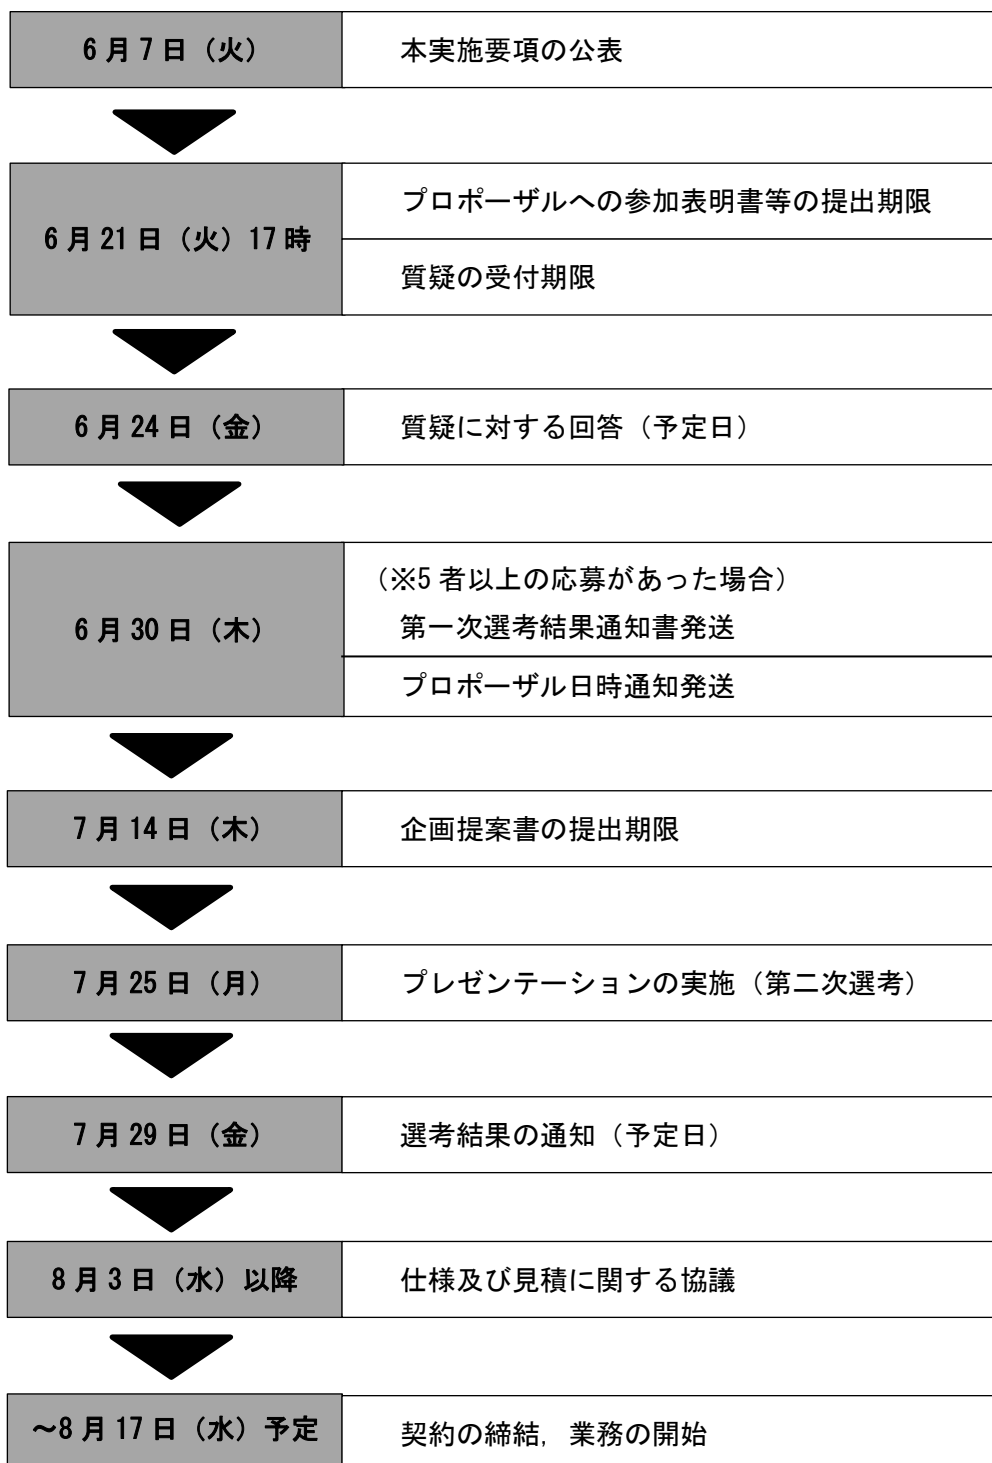 6月7日（火）
本実施要項の公表
6月21日（火）17時
プロポーザルへの参加表明書等の提出期限
質疑の受付期限
6月24日（金）
質疑に対する回答（予定日）
6月30日（木）
（※5者以上の応募があった場合）
第一次選考結果通知書発送
プロポーザル日時通知発送
7月14日（木）
企画提案書の提出期限
7月25日（月）
プレゼンテーションの実施（第二次選考）
7月29日（金）
選考結果の通知（予定日）
8月3日（水）以降
仕様及び見積に関する協議
～8月17日（水）予定
契約の締結，業務の開始